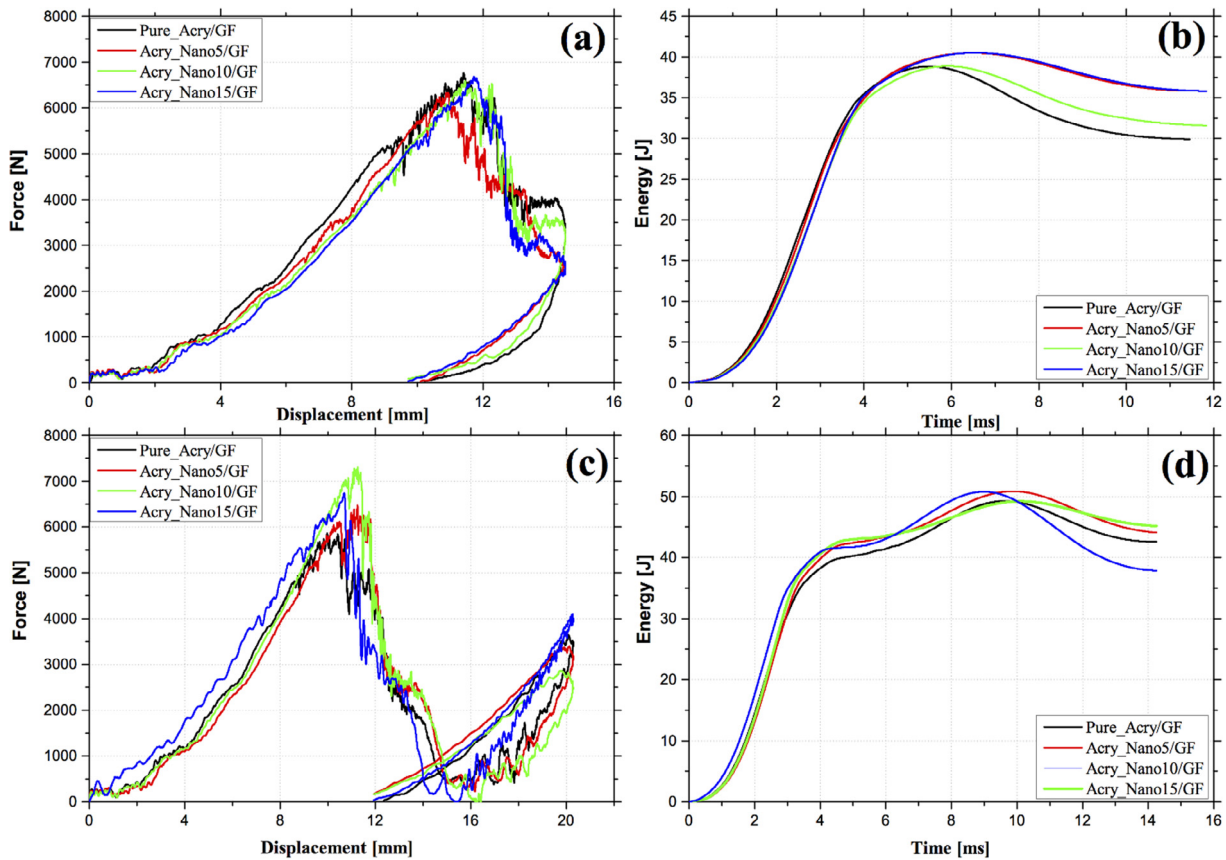 (a)
8000
7000
6000
5000
4000
3000
2000
1000
0
Force [N]
Pure_Acry/GF
Acry_Nano5/GF
Acry_Nano10/GF
Acry_Nano15/GF
0 4 8 12 16
Displacement [mm]
(b)
45
40
35
30
25
20
15
10
5
0
Energy [J]
Pure_Acry/GF
Acry_Nano5/GF
Acry_Nano10/GF
Acry_Nano15/GF
0 2 4 6 8 10 12
Time [ms]
(c)
8000
7000
6000
5000
4000
3000
2000
1000
0
Force [N]
Pure_Acry/GF
Acry_Nano5/GF
Acry_Nano10/GF
Acry_Nano15/GF
0 4 8 12 16 20
Displacement [mm]
(d)
60
50
40
30
20
10
0
Energy [J]
Pure_Acry/GF
Acry_Nano5/GF
Acry_Nano10/GF
Acry_Nano15/GF
0 2 4 6 8 10 12 14 16
Time [ms]